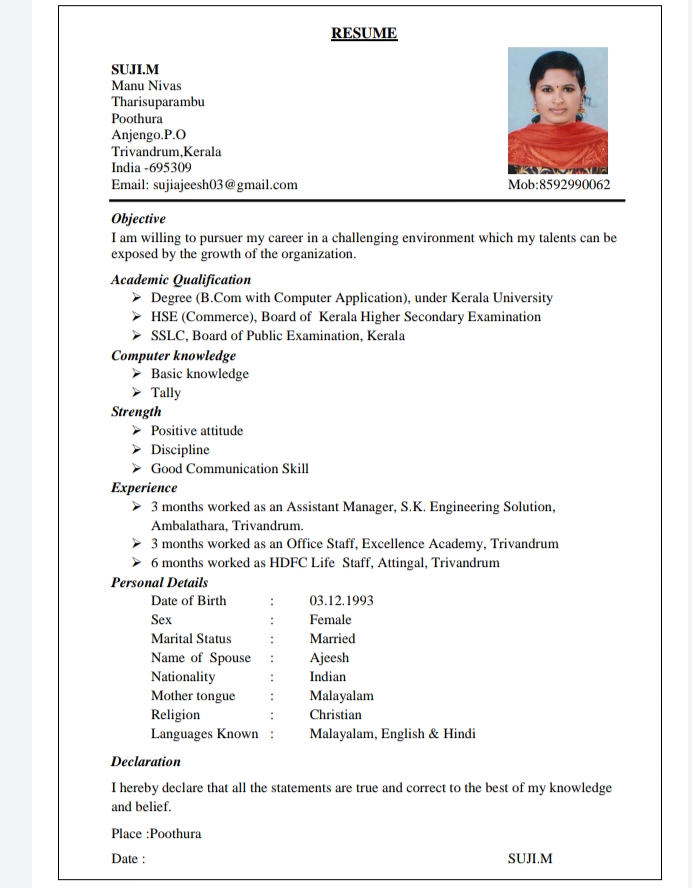 RESUME
SUJI.M
Manu Nivas
Tharisuparambu
Poothura
Anjengo.P.O
Trivandrum,Kerala
India -695309
Email: sujiajeesh03@gmail.com
Mob:8592990062
Objective
I am willing to pursuer my career in a challenging environment which my talents can be
exposed by the growth of the organization.
Academic Qualification
➢ Degree (B.Com with Computer Application), under Kerala University
➢ HSE (Commerce), Board of Kerala Higher Secondary Examination
➢ SSLC, Board of Public Examination, Kerala
Computer knowledge
➢ Basic knowledge
➢ Tally
Strength
➢ Positive attitude
➢ Discipline
➢ Good Communication Skill
Experience
➢ 3 months worked as an Assistant Manager, S.K. Engineering Solution,
Ambalathara, Trivandrum.
➢ 3 months worked as an Office Staff, Excellence Academy, Trivandrum
➢ 6 months worked as HDFC Life Staff, Attingal, Trivandrum
Personal Details
Date of Birth : 03.12.1993
Sex : Female
Marital Status : Married
Name of Spouse : Ajeesh
Nationality : Indian
Mother tongue : Malayalam
Religion : Christian
Languages Known : Malayalam, English & Hindi
Declaration
I hereby declare that all the statements are true and correct to the best of my knowledge
and belief.
Place :Poothura
Date : SUJI.M